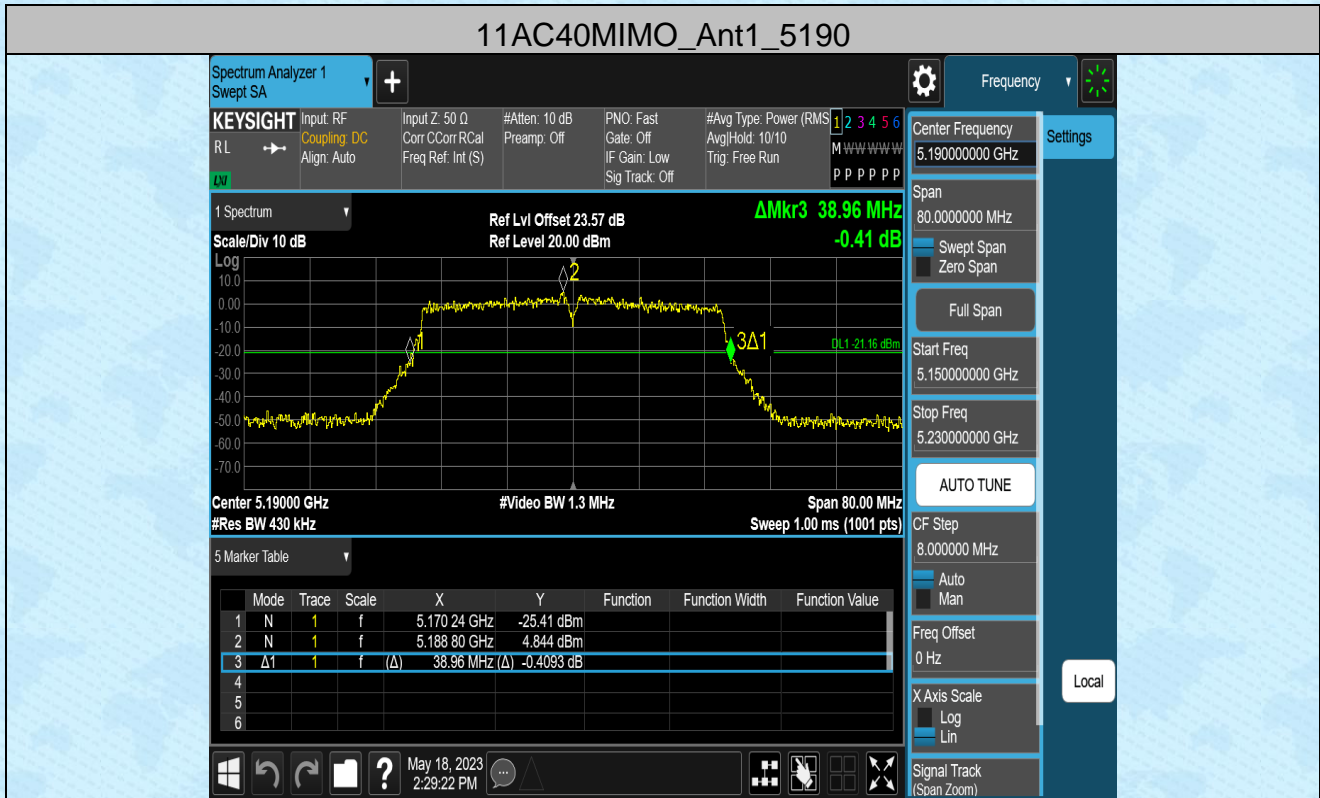 11AC40MIMO_Ant1_5190
Spectrum Analyzer 1
Swept SA
Frequency
KEYSIGHT
RL
LXI
Input: RF
Coupling: DC
Align: Auto
Input Z: 50 Ω
Corr CCorr RCal
Freq Ref: Int (S)
#Atten: 10 dB
Preamp: Off
PNO: Fast
Gate: Off
IF Gain: Low
Sig Track: Off
#Avg Type: Power (RMS
Avg|Hold: 10/10
Trig: Free Run
1 2 3 4 5 6
M W W W W W
P P P P P P
1 Spectrum
Scale/Div 10 dB
Ref Lvl Offset 23.57 dB
Ref Level 20.00 dBm
ΔMkr3 38.96 MHz
-0.41 dB
Log
10.0
0.00
-10.0
-20.0
-30.0
-40.0
-50.0
-60.0
-70.0
1
2
3Δ1
DL1 -21.16 dBm
Center 5.19000 GHz
#Video BW 1.3 MHz
Span 80.00 MHz
#Res BW 430 kHz
Sweep 1.00 ms (1001 pts)
5 Marker Table
Mode Trace Scale X Y Function Function Width Function Value
1 N 1 f 5.170 24 GHz -25.41 dBm
2 N 1 f 5.188 80 GHz 4.844 dBm
3 Δ1 1 f (Δ) 38.96 MHz (Δ) -0.4093 dB
4
5
6
May 18, 2023
2:29:22 PM
Center Frequency
5.190000000 GHz
Settings
Span
80.0000000 MHz
Swept Span
Zero Span
Full Span
Start Freq
5.150000000 GHz
Stop Freq
5.230000000 GHz
AUTO TUNE
CF Step
8.000000 MHz
Auto
Man
Freq Offset
0 Hz
Local
X Axis Scale
Log
Lin
Signal Track
(Span Zoom)